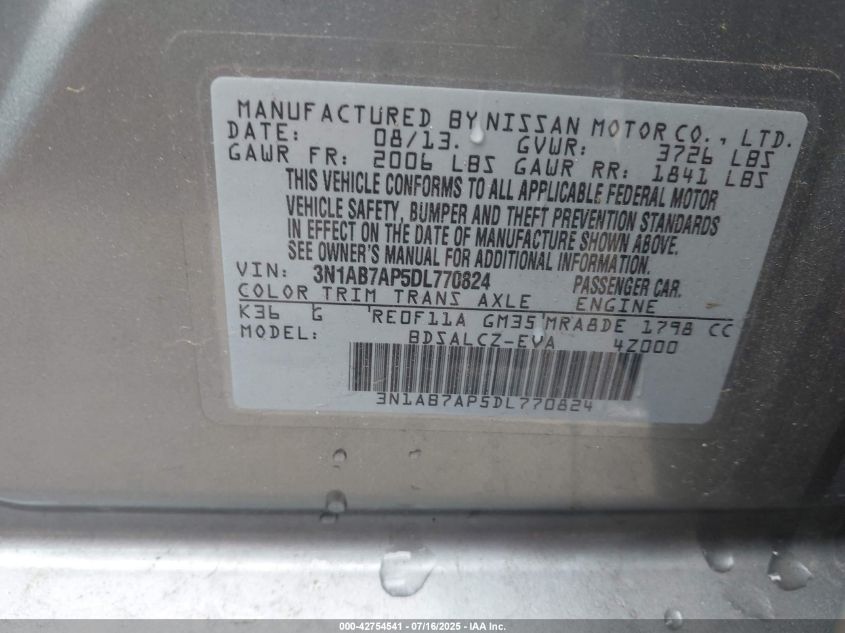 MANUFACTURED BY NISSAN MOTOR CO., LTD.
DATE: 08/13. GVWR: 3726 LBS
GAWR FR: 2006 LBS GAWR RR: 1841 LBS
THIS VEHICLE CONFORMS TO ALL APPLICABLE FEDERAL MOTOR
VEHICLE SAFETY, BUMPER AND THEFT PREVENTION STANDARDS
IN EFFECT ON THE DATE OF MANUFACTURE SHOWN ABOVE.
SEE OWNER'S MANUAL FOR ADDITIONAL INFORMATION.
VIN: 3N1AB7AP5DL770824 PASSENGER CAR.
COLOR TRIM TRANS AXLE ENGINE
K36 G RE0F11A GM35 MRA8DE 1798 CC
MODEL: BDSALCZ-EVA 4Z000
3N1AB7AP5DL770824
000-42754541 - 07/16/2025 - IAA Inc.